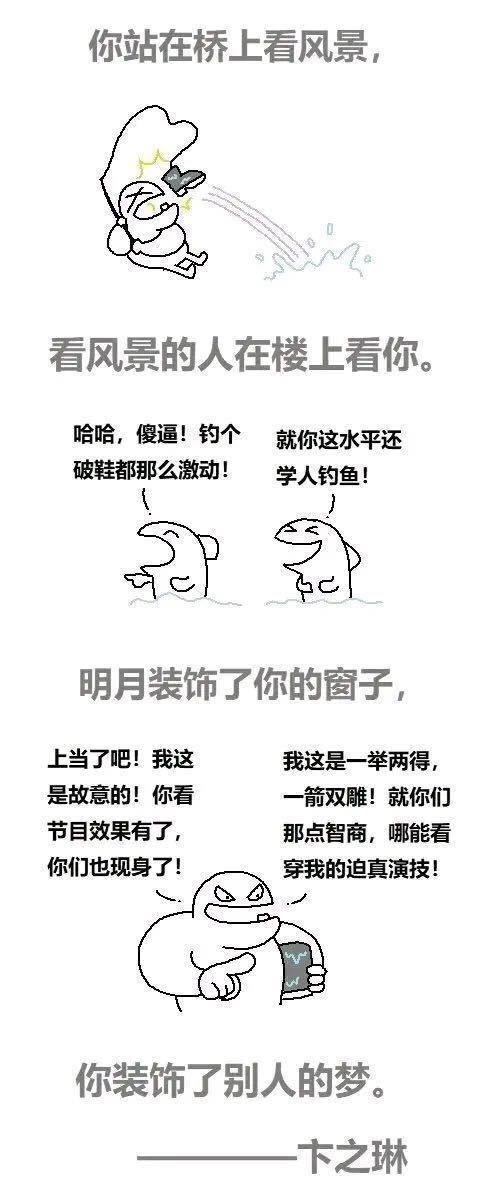 你站在桥上看风景,
看风景的人在楼上看你。
哈哈，傻逼！钓个
破鞋都那么激动！
就你这水平还
学人钓鱼！
明月装饰了你的窗子,
上当了吧！我这
是故意的！你看
节目效果有了，
你们也现身了！
我这是一举两得，
一箭双雕！就你们
那点智商，哪能看
穿我的迫真演技！
你装饰了别人的梦。
————卞之琳